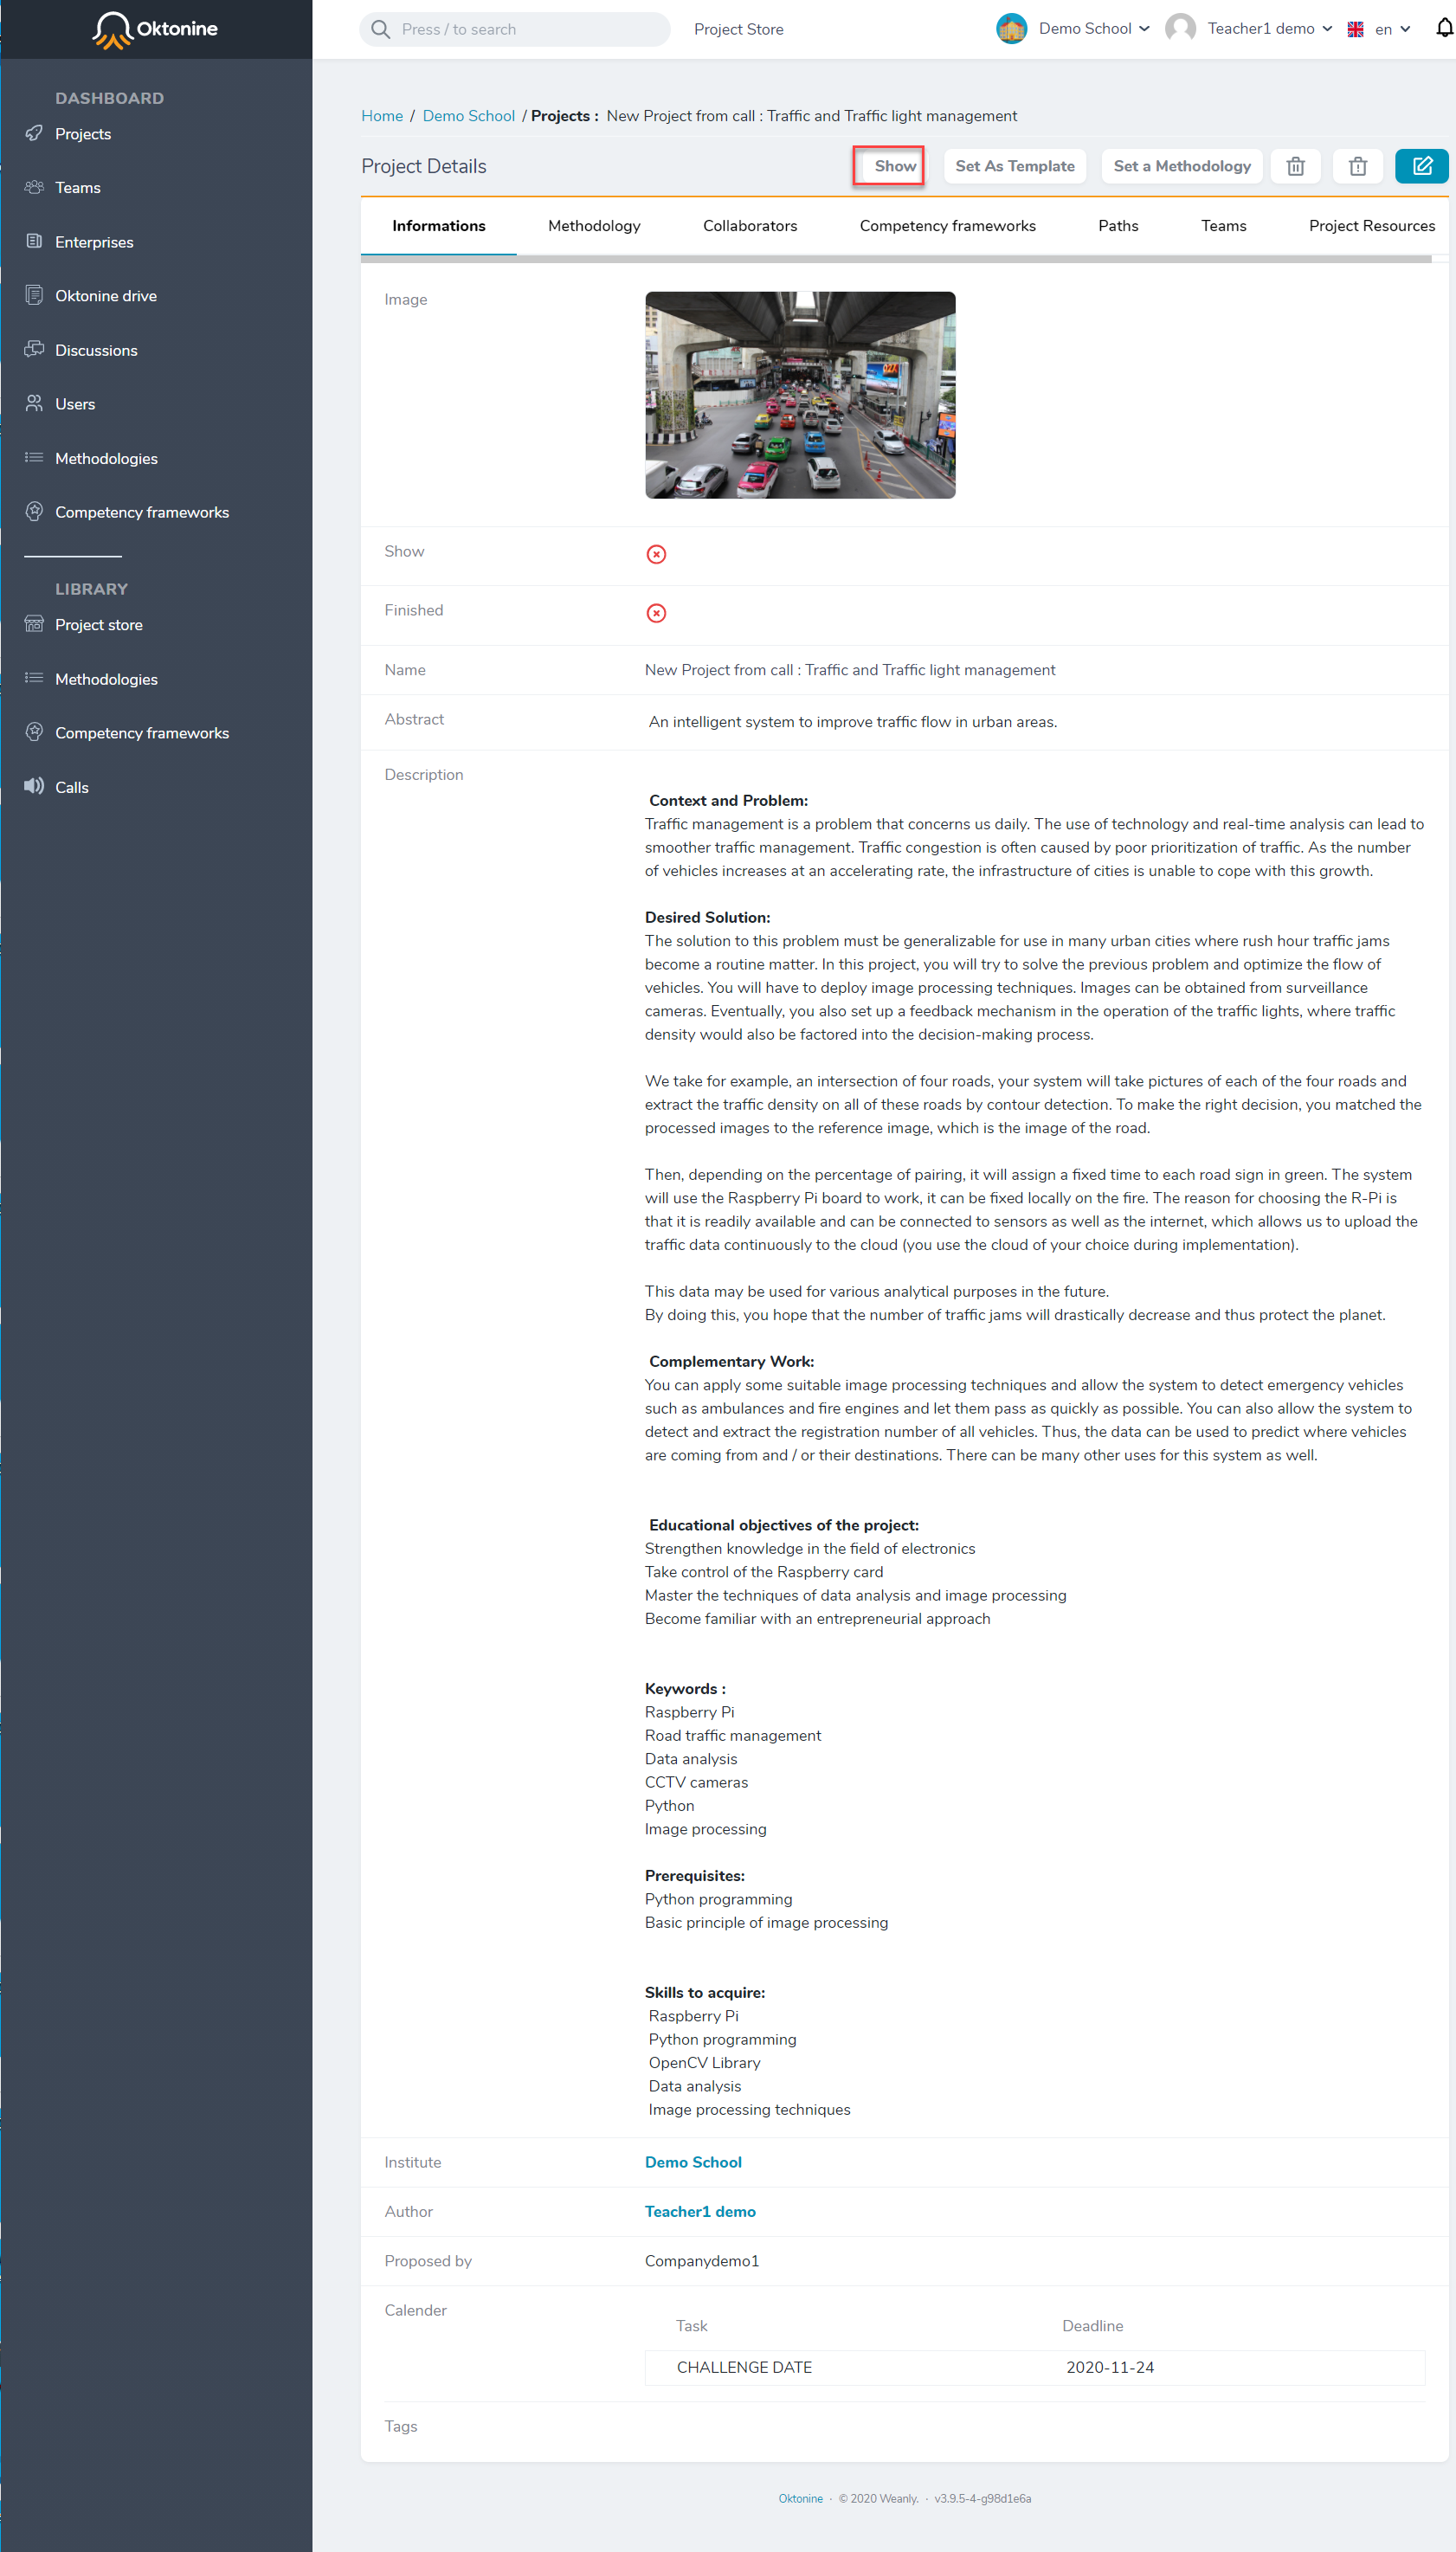 Oktonine
Press / to search
Project Store
Demo School
Teacher1 demo
en
DASHBOARD
Projects
Teams
Enterprises
Oktonine drive
Discussions
Users
Methodologies
Competency frameworks
LIBRARY
Project store
Methodologies
Competency frameworks
Calls
Home / Demo School / Projects : New Project from call : Traffic and Traffic light management
Project Details
Show
Set As Template
Set a Methodology
Informations
Methodology
Collaborators
Competency frameworks
Paths
Teams
Project Resources
Image
Show
Finished
Name
New Project from call : Traffic and Traffic light management
Abstract
An intelligent system to improve traffic flow in urban areas.
Description
Context and Problem:
Traffic management is a problem that concerns us daily. The use of technology and real-time analysis can lead to
smoother traffic management. Traffic congestion is often caused by poor prioritization of traffic. As the number
of vehicles increases at an accelerating rate, the infrastructure of cities is unable to cope with this growth.
Desired Solution:
The solution to this problem must be generalizable for use in many urban cities where rush hour traffic jams
become a routine matter. In this project, you will try to solve the previous problem and optimize the flow of
vehicles. You will have to deploy image processing techniques. Images can be obtained from surveillance
cameras. Eventually, you also set up a feedback mechanism in the operation of the traffic lights, where traffic
density would also be factored into the decision-making process.
We take for example, an intersection of four roads, your system will take pictures of each of the four roads and
extract the traffic density on all of these roads by contour detection. To make the right decision, you matched the
processed images to the reference image, which is the image of the road.
Then, depending on the percentage of pairing, it will assign a fixed time to each road sign in green. The system
will use the Raspberry Pi board to work, it can be fixed locally on the fire. The reason for choosing the R-Pi is
that it is readily available and can be connected to sensors as well as the internet, which allows us to upload the
traffic data continuously to the cloud (you use the cloud of your choice during implementation).
This data may be used for various analytical purposes in the future.
By doing this, you hope that the number of traffic jams will drastically decrease and thus protect the planet.
Complementary Work:
You can apply some suitable image processing techniques and allow the system to detect emergency vehicles
such as ambulances and fire engines and let them pass as quickly as possible. You can also allow the system to
detect and extract the registration number of all vehicles. Thus, the data can be used to predict where vehicles
are coming from and / or their destinations. There can be many other uses for this system as well.
Educational objectives of the project:
Strengthen knowledge in the field of electronics
Take control of the Raspberry card
Master the techniques of data analysis and image processing
Become familiar with an entrepreneurial approach
Keywords :
Raspberry Pi
Road traffic management
Data analysis
CCTV cameras
Python
Image processing
Prerequisites:
Python programming
Basic principle of image processing
Skills to acquire:
Raspberry Pi
Python programming
OpenCV Library
Data analysis
Image processing techniques
Institute
Demo School
Author
Teacher1 demo
Proposed by
Companydemo1
Calender
Task
Deadline
CHALLENGE DATE
2020-11-24
Tags
Oktonine · © 2020 Weanly. · v3.9.5-4-g98d1e6a